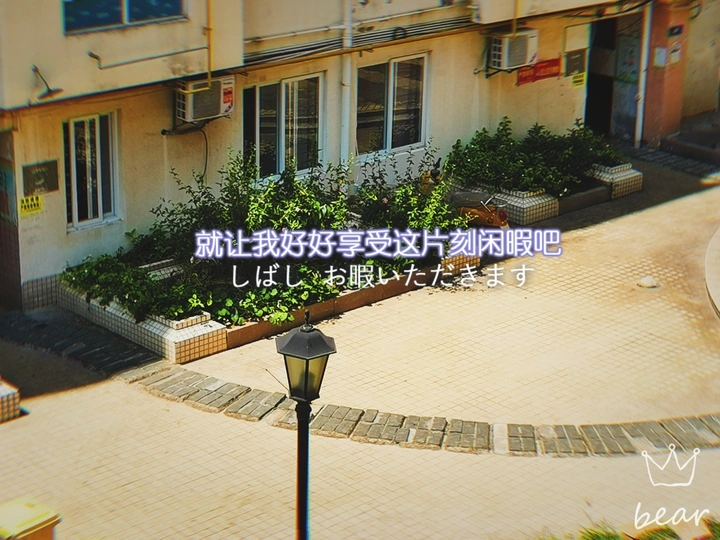 就让我好好享受这片刻闲暇吧
しばし お暇いただきます
bear